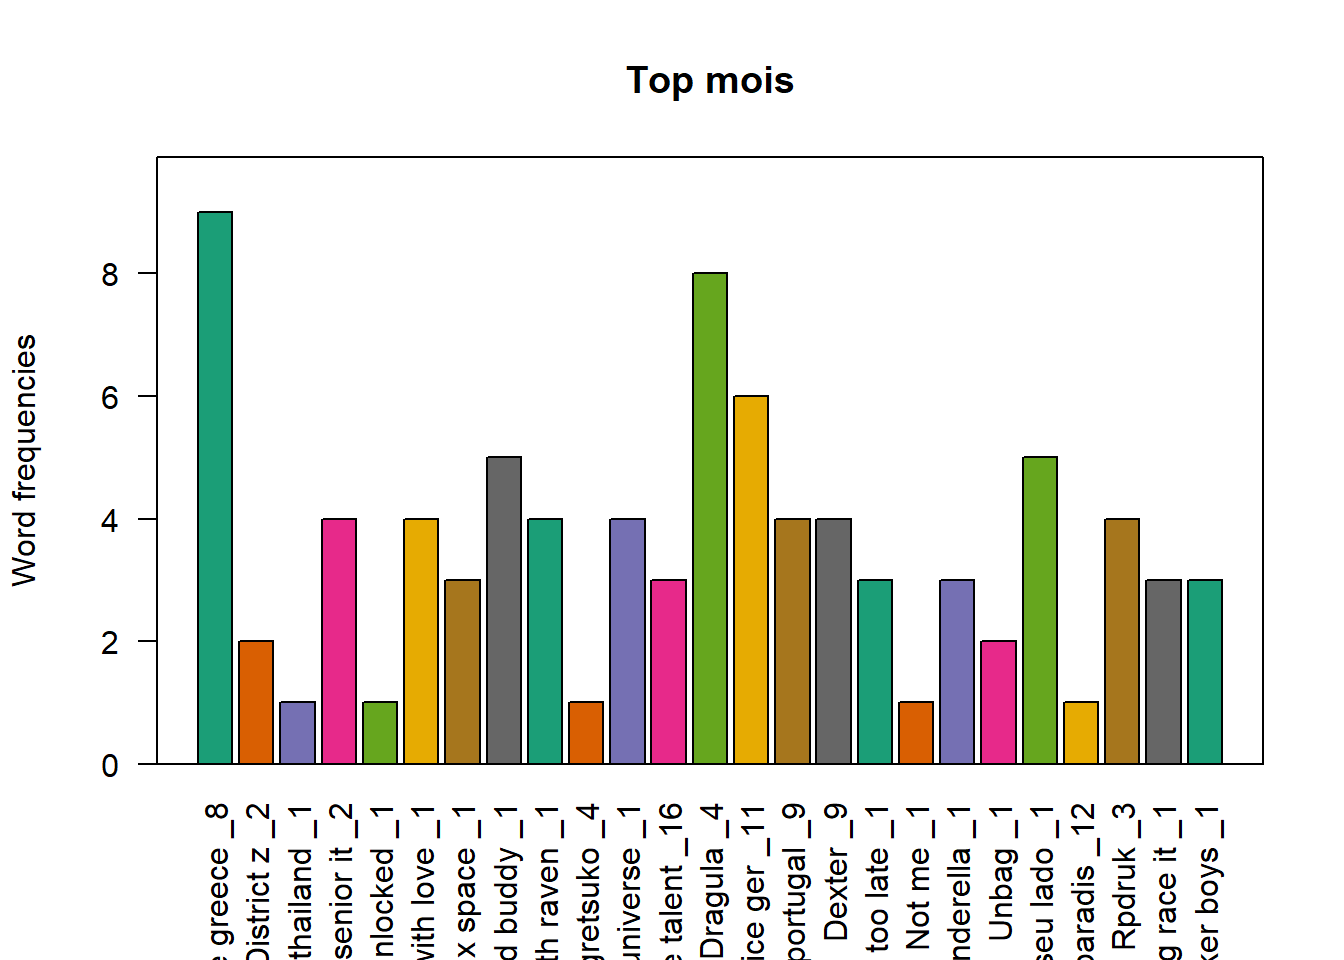 Top mois
Word frequencies
8
6
4
2
0
greece _8
District z _2
thailand _1
senior it _2
nlocked _1
with love _1
x space _1
d buddy _1
th raven _1
gretsuko _4
universe _1
e talent _16
Dragula _4
ice ger _11
portugal _9
Dexter _9
too late _1
Not me _1
nderella _1
Unbag _1
seu lado _1
paradis _12
Rpdruk _3
g race it _1
ker boys _1